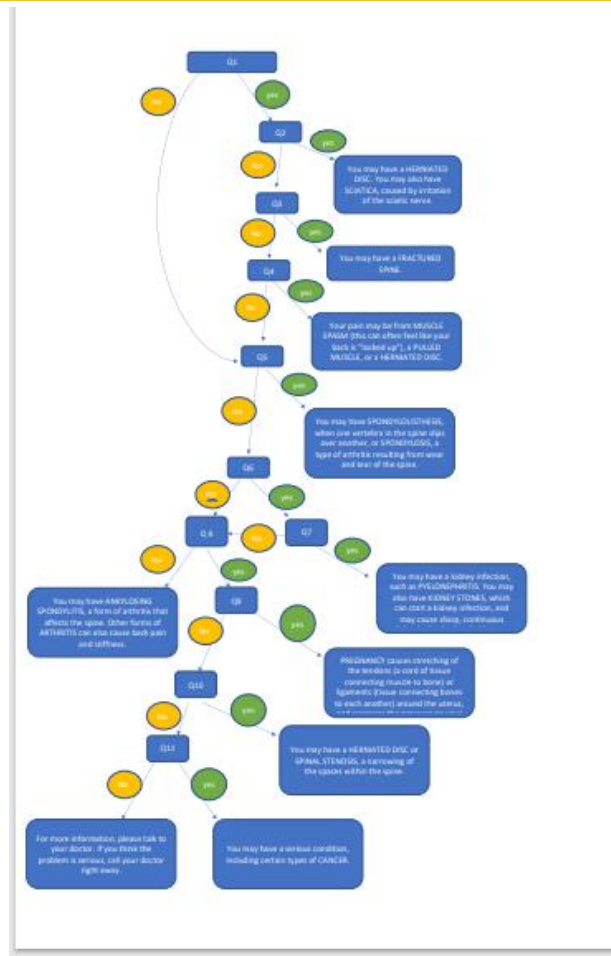 Q1
No
yes
Q2
yes
No
You may have a HERNIATED
DISC. You may also have
SCIATICA, caused by irritation
of the sciatic nerve.
Q3
yes
No
You may have a FRACTURED
SPINE.
Q4
yes
No
Your pain may be from MUSCLE
SPASM (this can often feel like your
back is "locked up"), a PULLED
MUSCLE, or a HERNIATED DISC.
Q5
yes
No
You may have SPONDYLOLISTHESIS,
when one vertebra in the spine slips
over another, or SPONDYLOSIS, a
type of arthritis resulting from wear
and tear of the spine.
Q6
No
yes
Q 8
No
Q7
yes
No
yes
You may have a kidney infection,
such as PYELONEPHRITIS. You may
also have KIDNEY STONES, which
can start a kidney infection, and
may cause sharp, continuous
You may have ANKYLOSING
SPONDYLITIS, a form of arthritis that
affects the spine. Other forms of
ARTHRITIS can also cause back pain
and stiffness.
Q9
yes
No
PREGNANCY causes stretching of
the tendons (a cord of tissue
connecting muscle to bone) or
ligaments (tissue connecting bones
to each another) around the uterus,
Q10
yes
No
You may have a HERNIATED DISC or
SPINAL STENOSIS, a narrowing of
the spaces within the spine.
Q11
No
yes
For more information, please talk to
your doctor. If you think the
problem is serious, call your doctor
right away.
You may have a serious condition,
including certain types of CANCER.